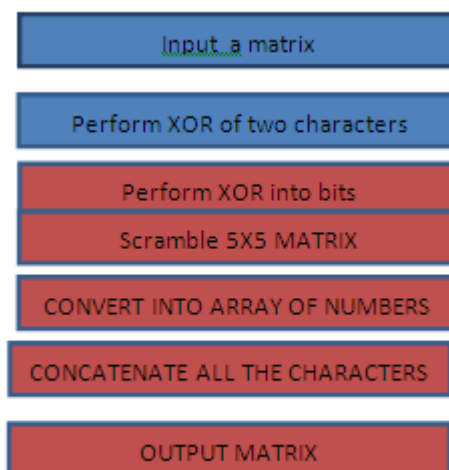 Input a matrix
Perform XOR of two characters
Perform XOR into bits
Scramble 5X5 MATRIX
CONVERT INTO ARRAY OF NUMBERS
CONCATENATE ALL THE CHARACTERS
OUTPUT MATRIX